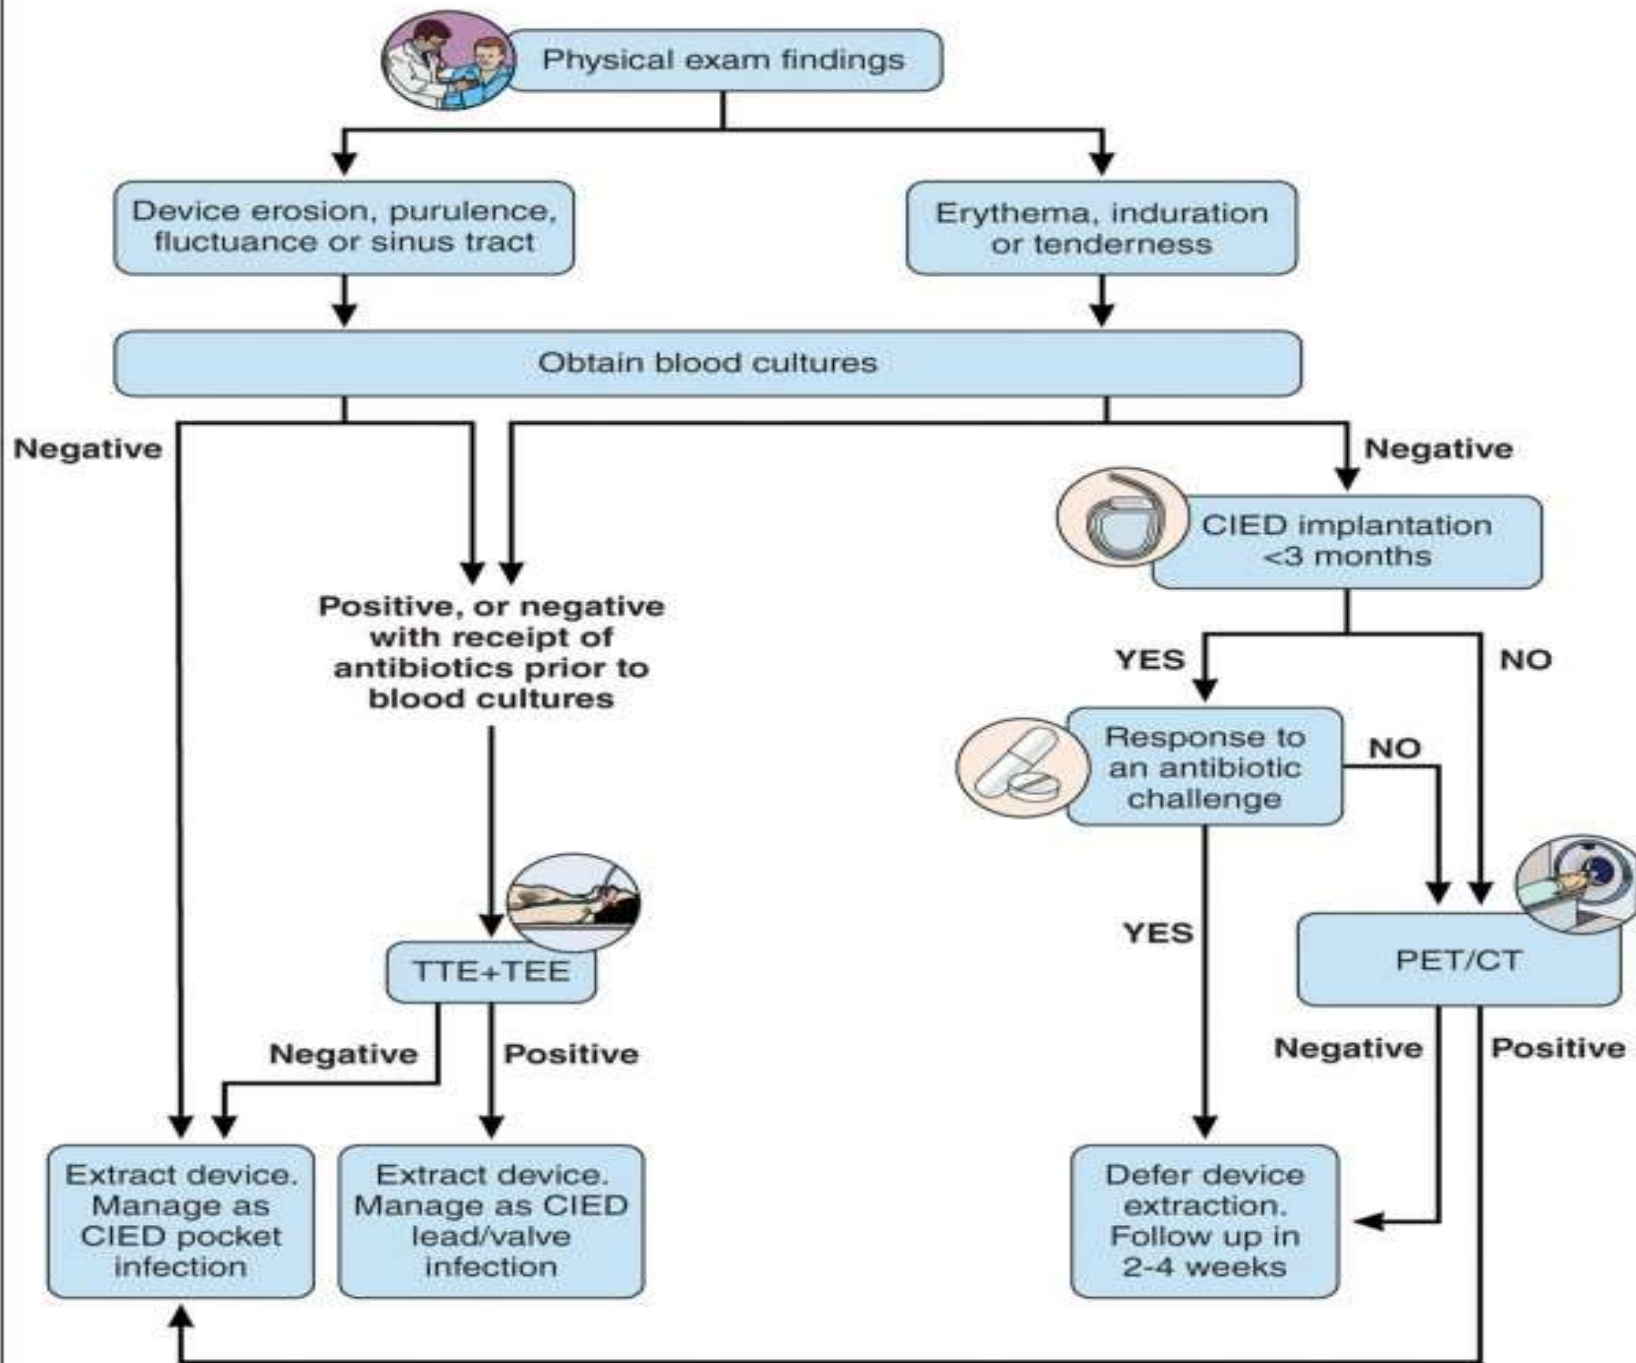 Physical exam findings
Device erosion, purulence,
fluctuance or sinus tract
Erythema, induration
or tenderness
Obtain blood cultures
Negative
Negative
CIED implantation
<3 months
Positive, or negative
with receipt of
antibiotics prior to
blood cultures
YES
NO
Response to
an antibiotic
challenge
NO
YES
TTE+TEE
PET/CT
Negative
Positive
Negative
Positive
Extract device.
Manage as
CIED pocket
infection
Extract device.
Manage as CIED
lead/valve
infection
Defer device
extraction.
Follow up in
2-4 weeks